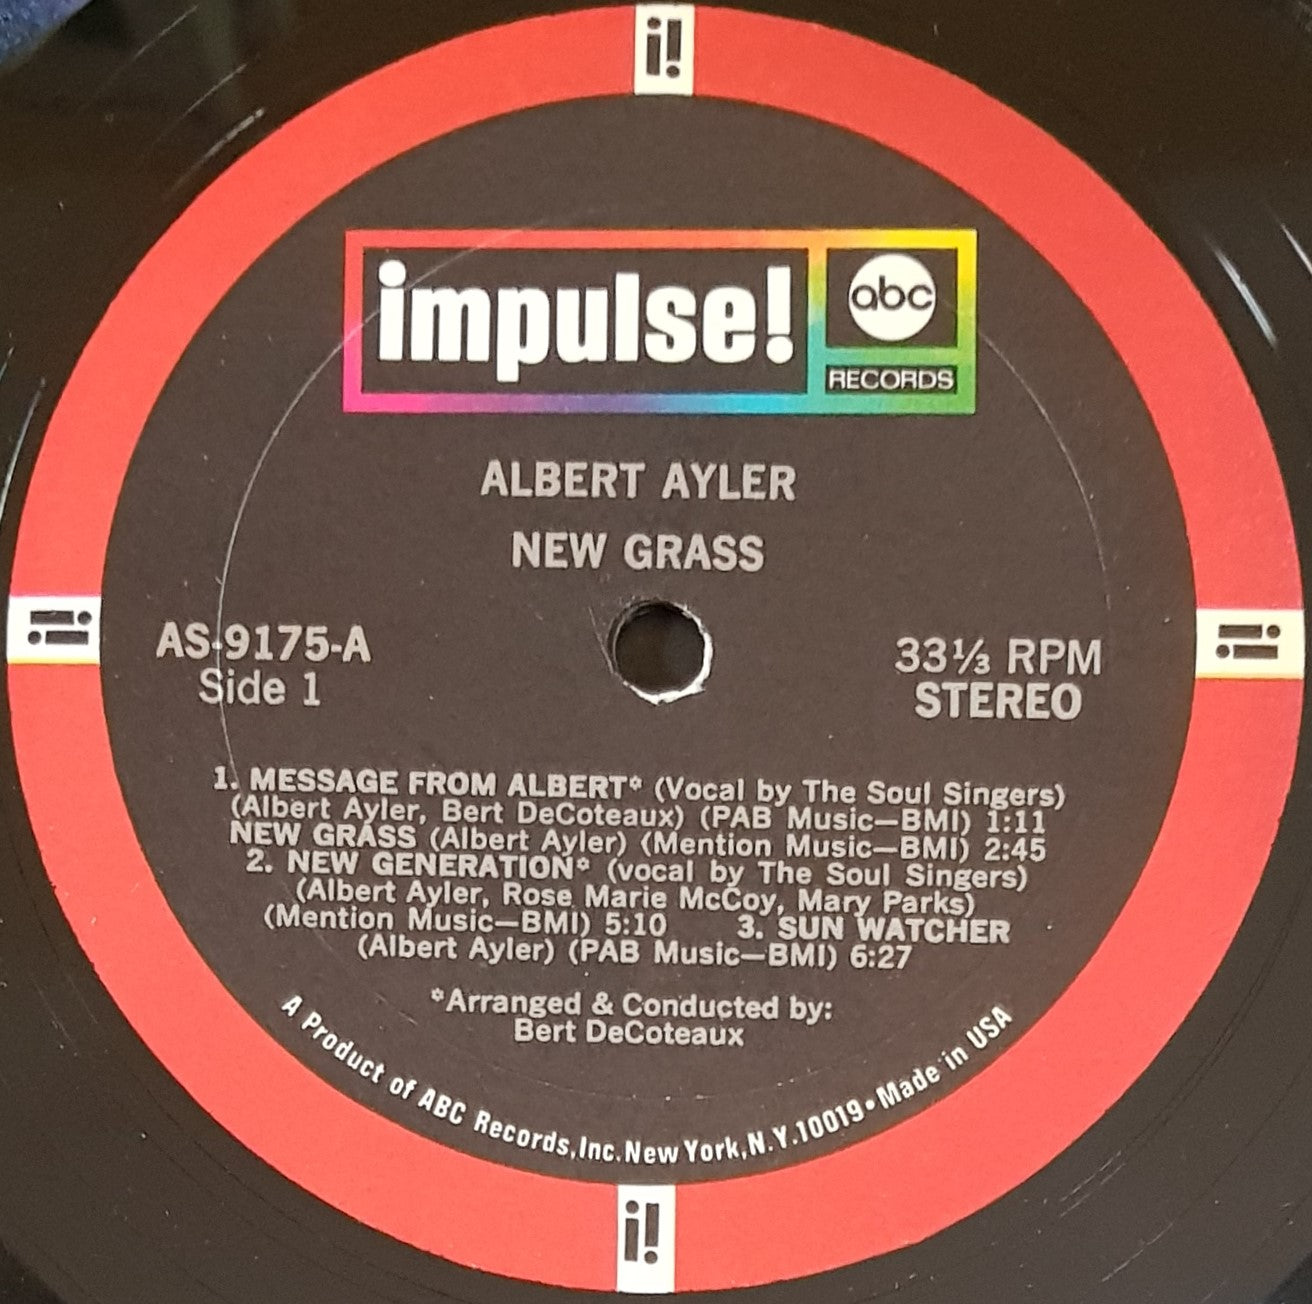 i!
impulse!
abc
RECORDS
ALBERT AYLER
NEW GRASS
i!
AS-9175-A
Side 1
33⅓ RPM
STEREO
i!
1. MESSAGE FROM ALBERT* (Vocal by The Soul Singers)
(Albert Ayler, Bert DeCoteaux) (PAB Music—BMI) 1:11
NEW GRASS (Albert Ayler) (Mention Music—BMI) 2:45
2. NEW GENERATION* (vocal by The Soul Singers)
(Albert Ayler, Rose Marie McCoy, Mary Parks)
(Mention Music—BMI) 5:10 3. SUN WATCHER
(Albert Ayler) (PAB Music—BMI) 6:27
*Arranged & Conducted by:
Bert DeCoteaux
A Product of ABC Records, Inc. New York, N.Y. 10019 • Made in USA
i!